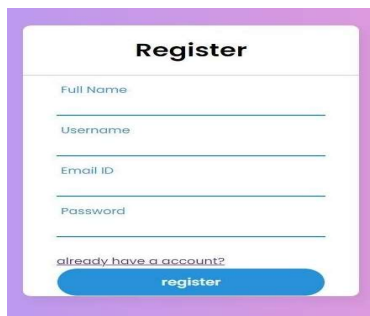 Register
Full Name
Username
Email ID
Password
already have a account?
register